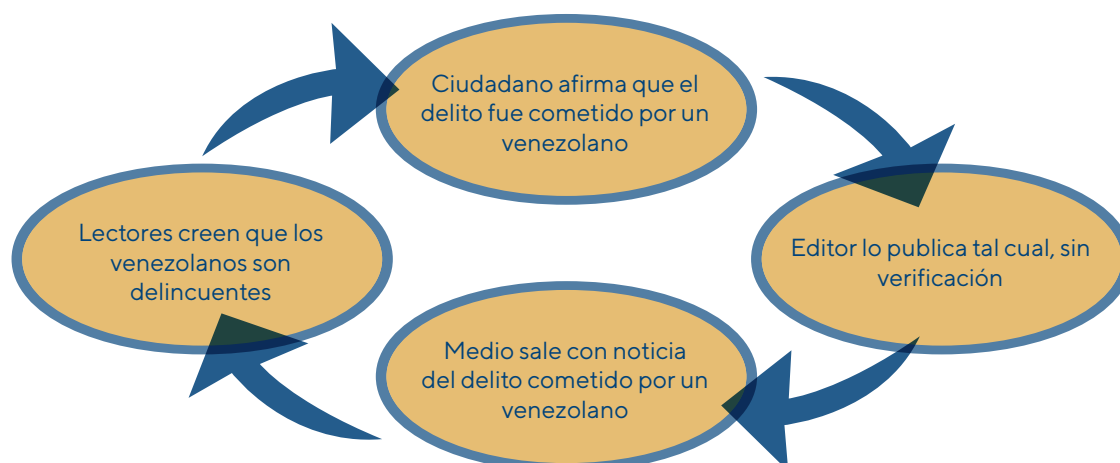 Ciudadano afirma que el
delito fue cometido por un
venezolano
Editor lo publica tal cual, sin
verificación
Medio sale con noticia
del delito cometido por un
venezolano
Lectores creen que los
venezolanos son
delincuentes